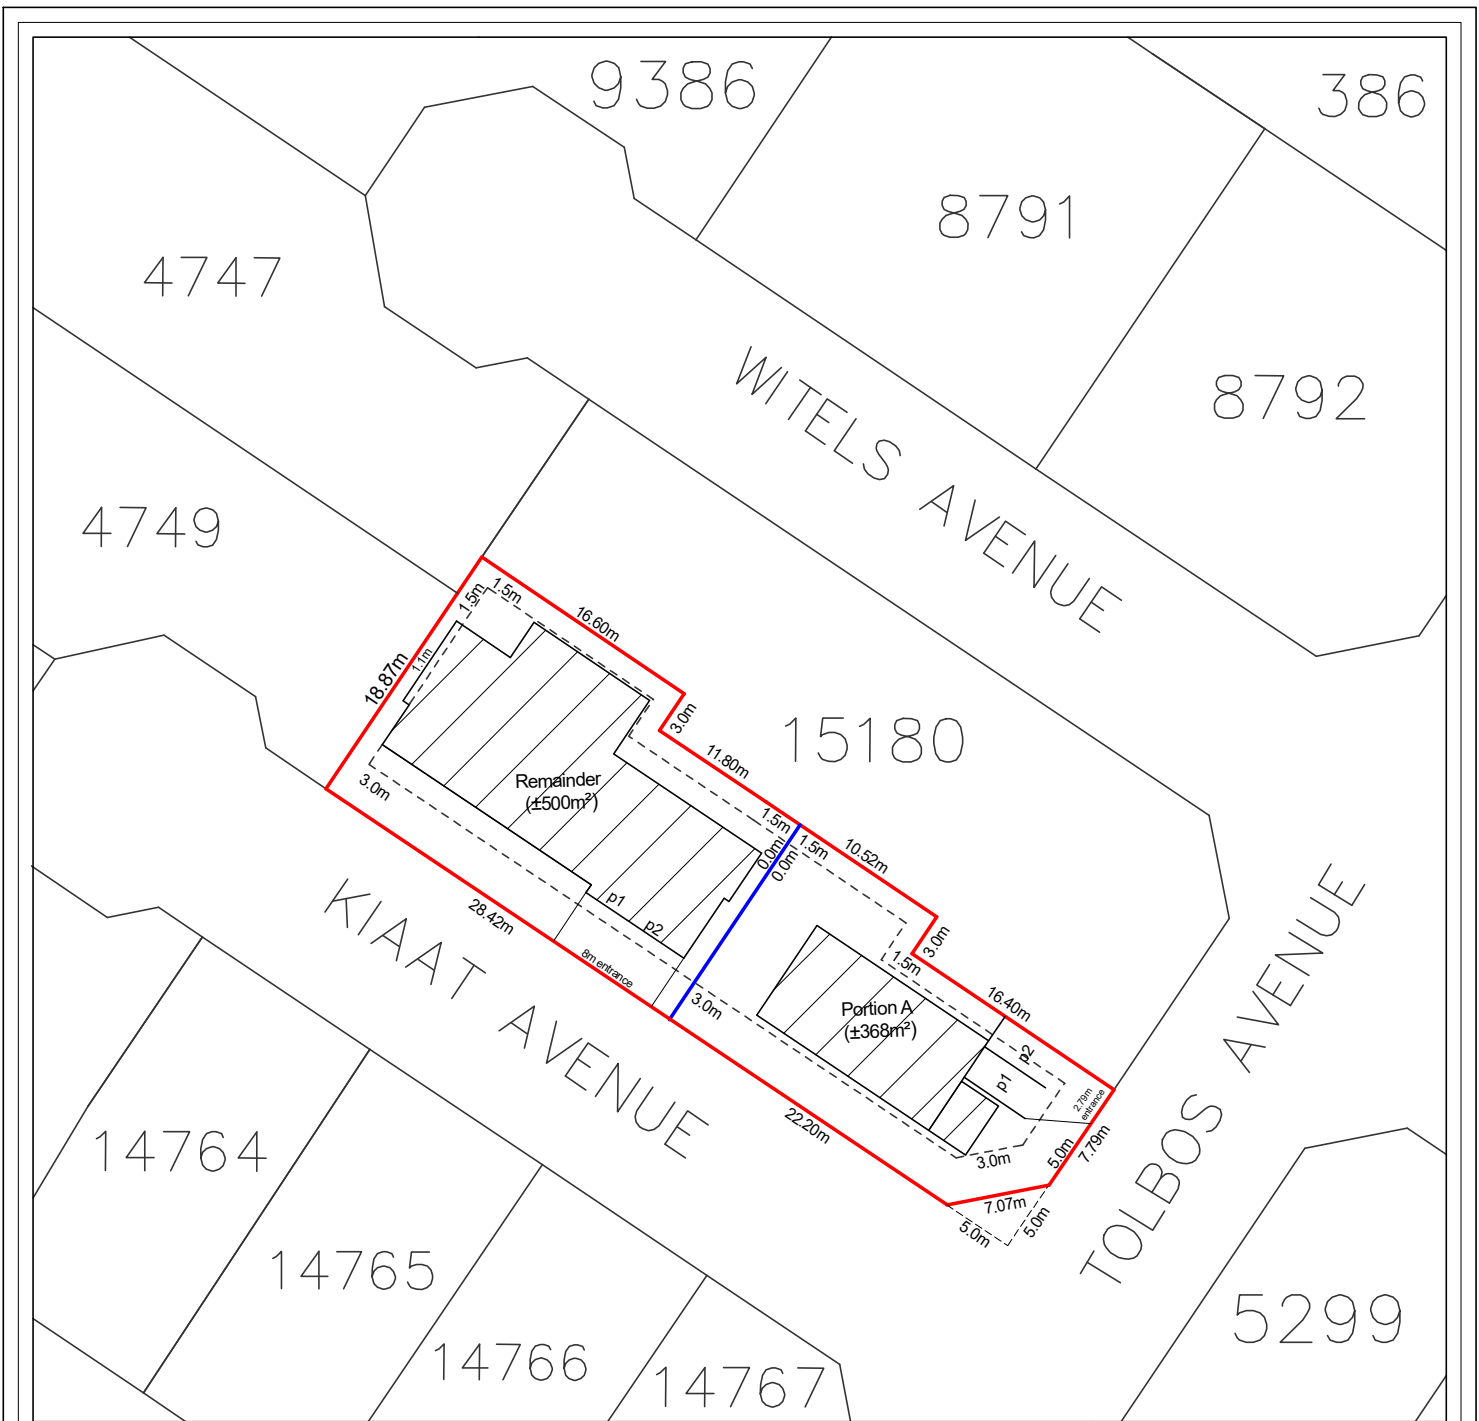 9386
386
8791
4747
8792
WITELS AVENUE
4749
1.5m
1.5m
16.60m
1.1m
18.87m
3.0m
15180
11.80m
Remainder
(±500m²)
3.0m
1.5m
1.5m
10.52m
0.0m
0.0m
p1
p2
28.42m
8m entrance
3.0m
3.0m
1.5m
16.40m
Portion A
(±368m²)
p2
p1
2.79m
entrance
KIAAT AVENUE
22.20m
5.0m
7.79m
3.0m
7.07m
5.0m
5.0m
TOLBOS AVENUE
14764
14765
14766
14767
5299